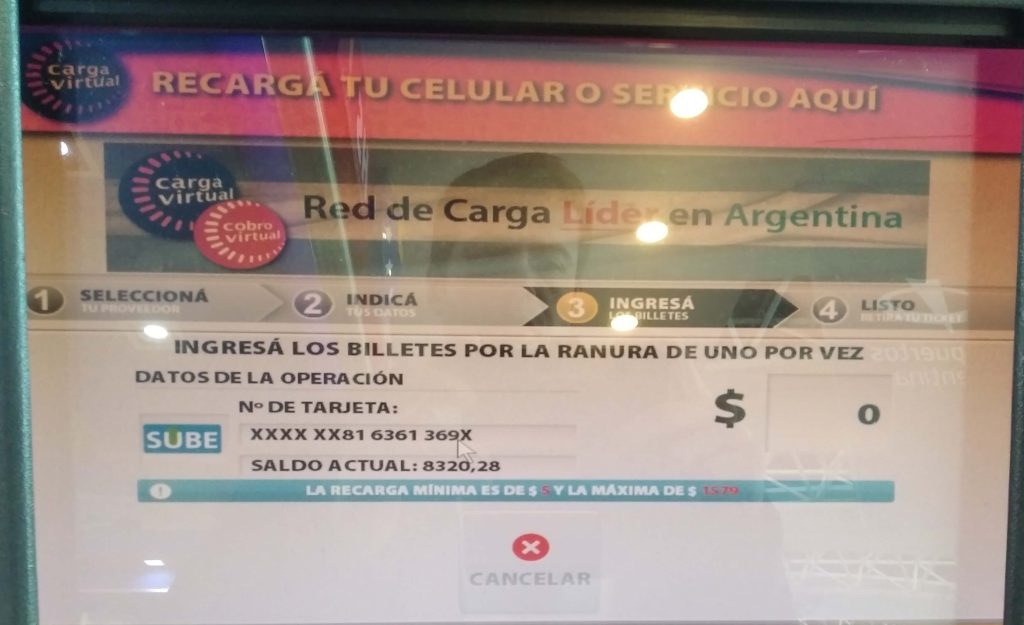 carga
virtual
RECARGÁ TU CELULAR O SERVICIO AQUÍ
carga
virtual
cobro
virtual
Red de Carga Líder en Argentina
1 SELECCIONÁ
TU PROVEEDOR
2 INDICÁ
TUS DATOS
3 INGRESÁ
LOS BILLETES
4 LISTO
RETIRA TU TICKET
INGRESÁ LOS BILLETES POR LA RANURA DE UNO POR VEZ
DATOS DE LA OPERACIÓN
Nº DE TARJETA:
$ 0
SUBE
XXXX XX81 6361 369X
SALDO ACTUAL: 8320,28
! LA RECARGA MÍNIMA ES DE $ 5 Y LA MÁXIMA DE $ 1579
CANCELAR